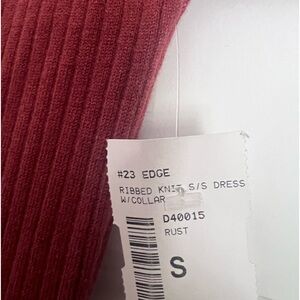 #23 EDGE
RIBBED KNIT S/S DRESS
W/COLLAR
D40015
RUST
S